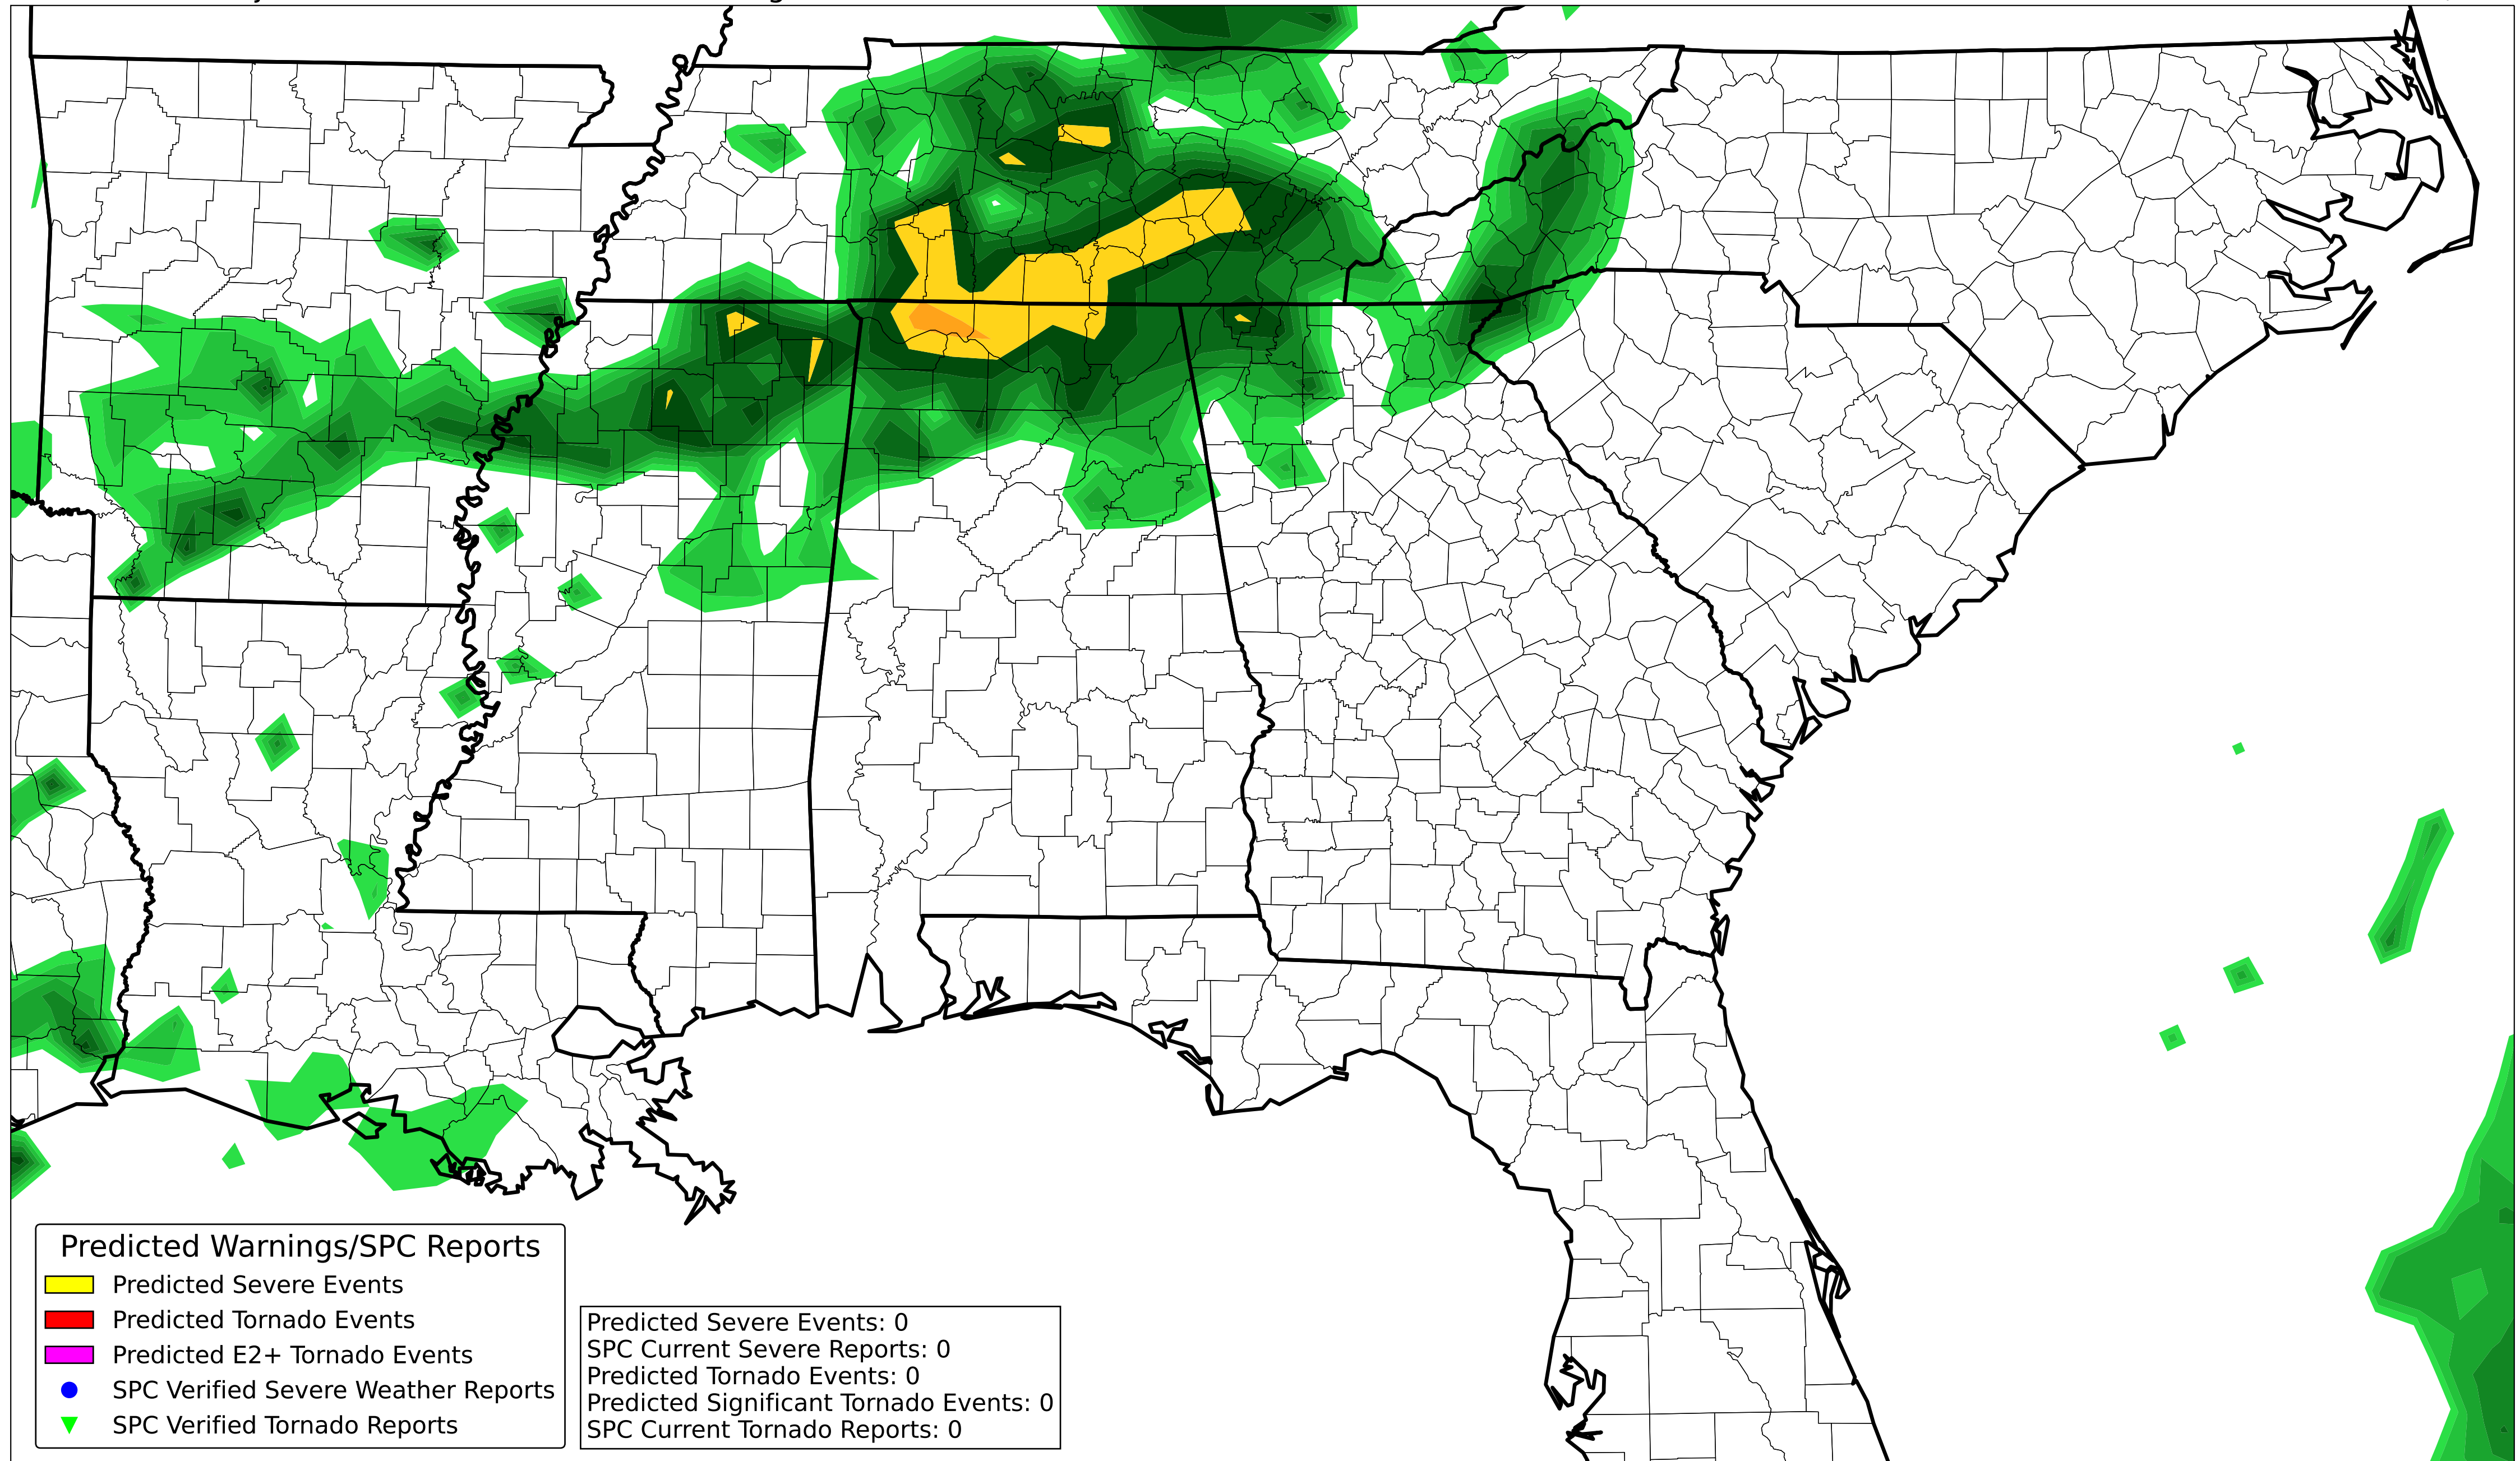 Predicted Warnings/SPC Reports
Predicted Severe Events
Predicted Tornado Events
Predicted E2+ Tornado Events
SPC Verified Severe Weather Reports
SPC Verified Tornado Reports
Predicted Severe Events: 0
SPC Current Severe Reports: 0
Predicted Tornado Events: 0
Predicted Significant Tornado Events: 0
SPC Current Tornado Reports: 0